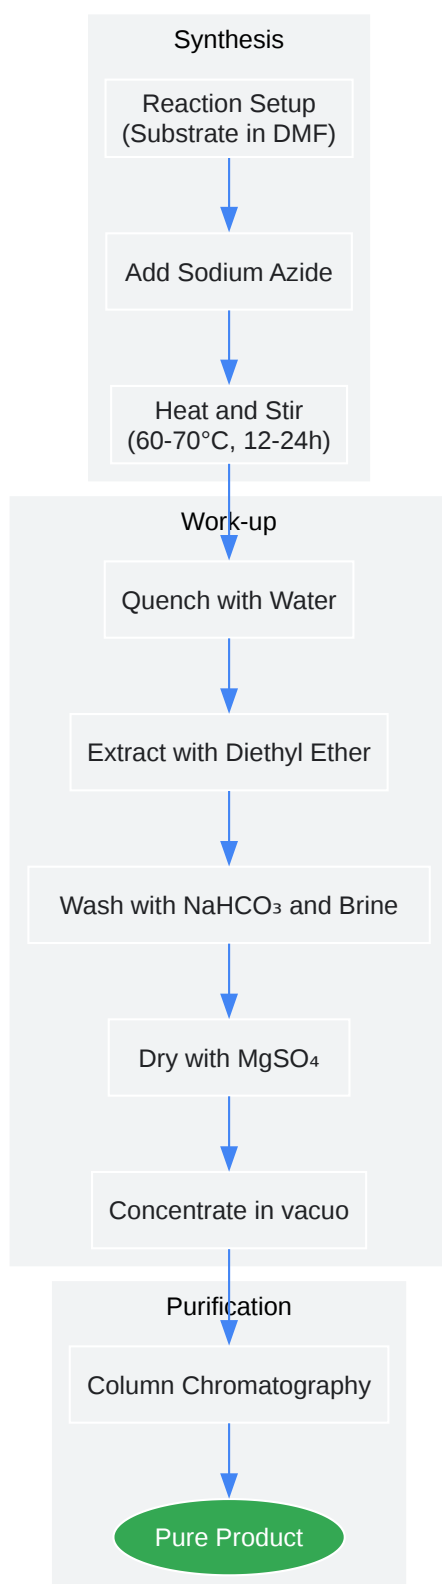 Synthesis
Reaction Setup
(Substrate in DMF)
Add Sodium Azide
Heat and Stir
(60-70°C, 12-24h)
Work-up
Quench with Water
Extract with Diethyl Ether
Wash with NaHCO₃ and Brine
Dry with MgSO₄
Concentrate in vacuo
Purification
Column Chromatography
Pure Product